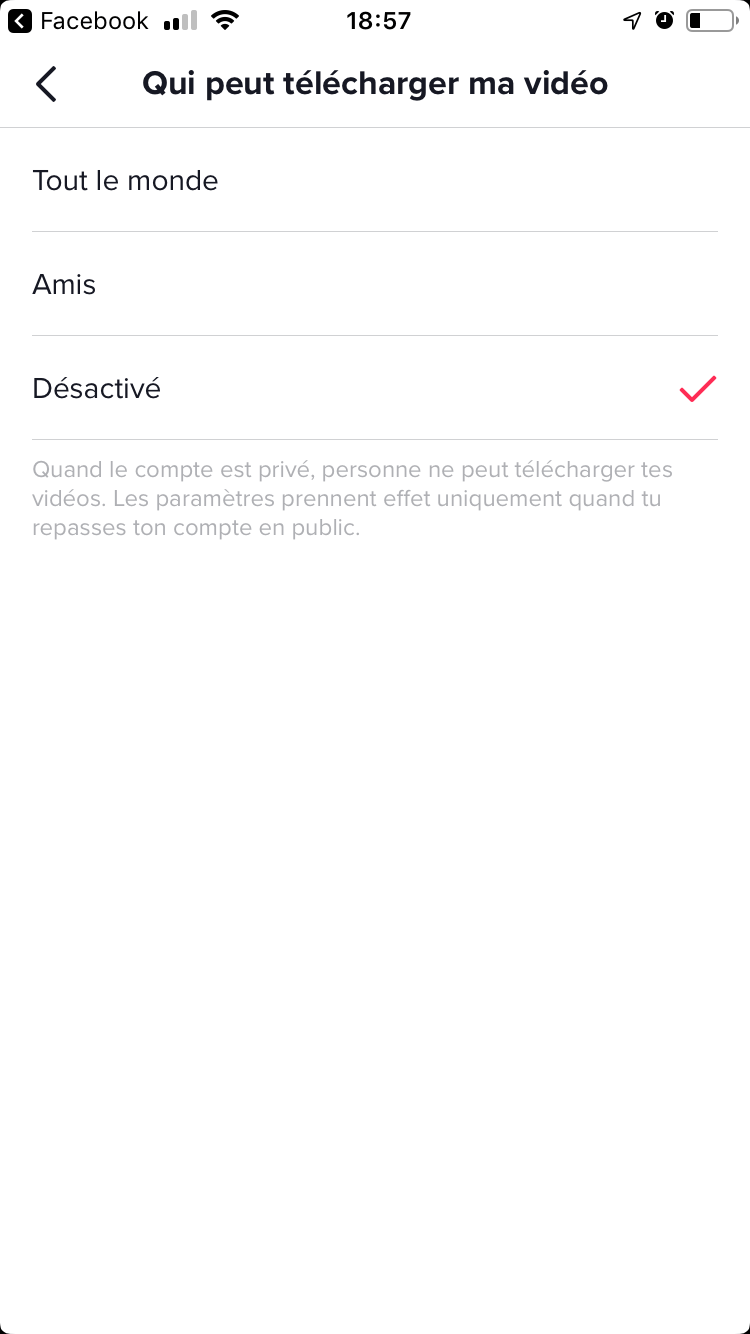 Facebook 18:57
Qui peut télécharger ma vidéo
Tout le monde
Amis
Désactivé
Quand le compte est privé, personne ne peut télécharger tes
vidéos. Les paramètres prennent effet uniquement quand tu
repasses ton compte en public.